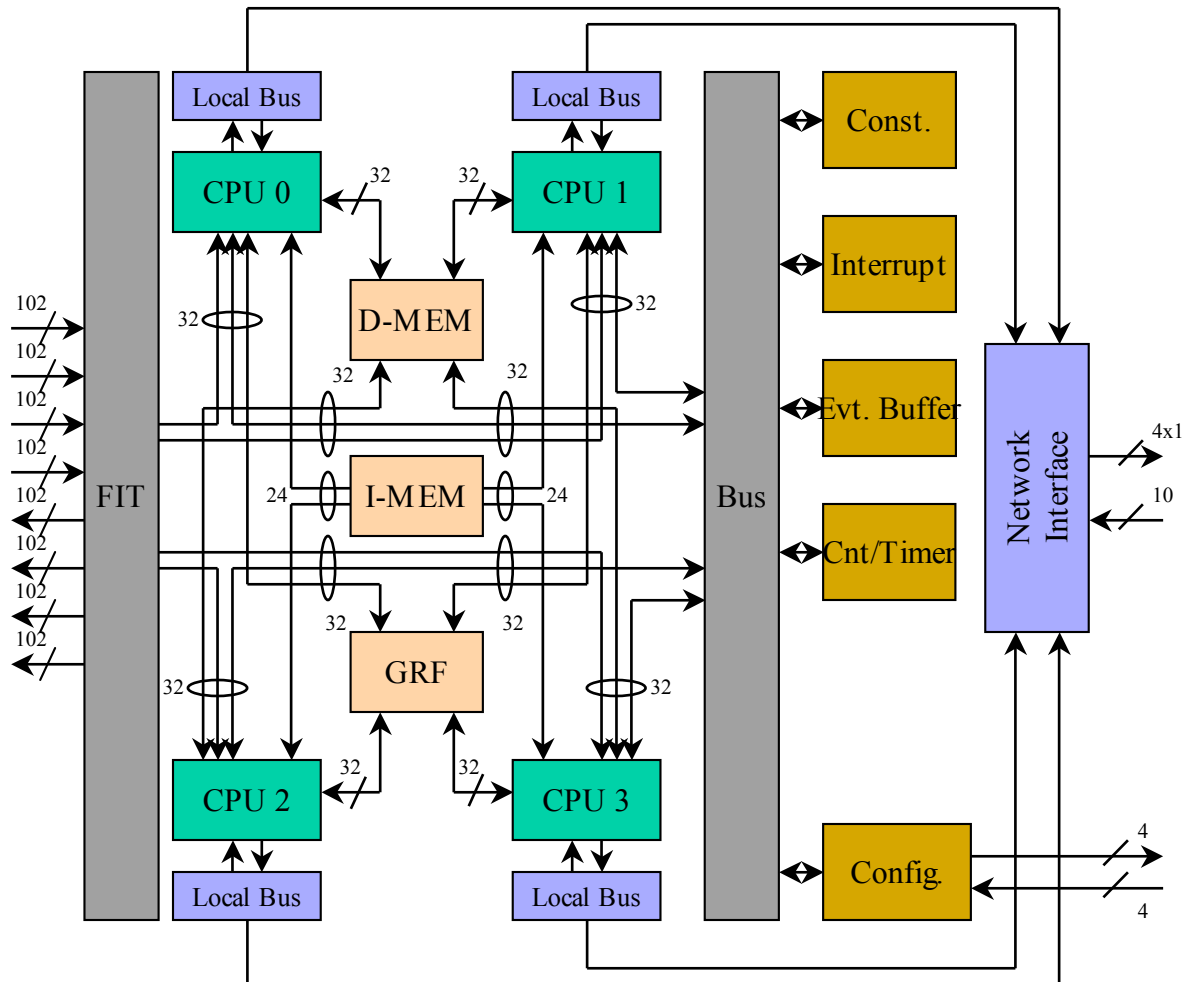 Local Bus
Local Bus
CPU 0
CPU 1
Const.
32
32
Interrupt
D-MEM
32
32
102
102
102
102
102
102
102
102
FIT
32
32
Evt. Buffer
I-MEM
24
24
Bus
Network
Interface
4x1
10
Cnt/Timer
32
32
GRF
32
32
32
32
CPU 2
CPU 3
Local Bus
Local Bus
Config.
4
4